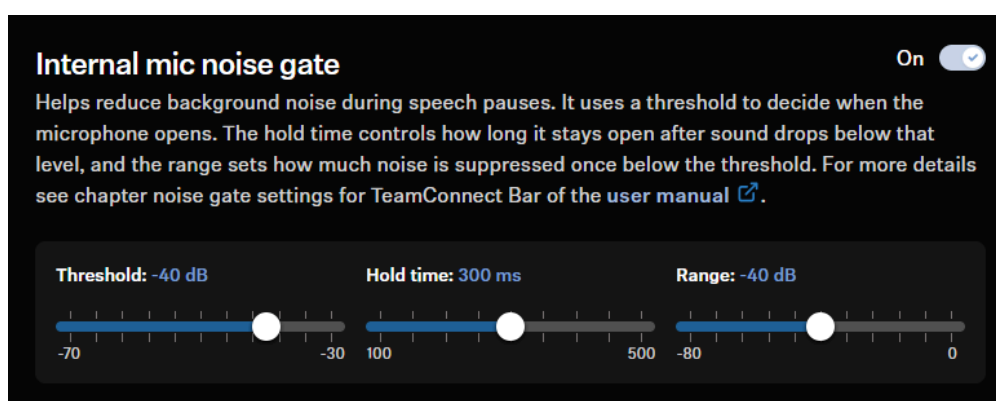 Internal mic noise gate
On
Helps reduce background noise during speech pauses. It uses a threshold to decide when the
microphone opens. The hold time controls how long it stays open after sound drops below that
level, and the range sets how much noise is suppressed once below the threshold. For more details
see chapter noise gate settings for TeamConnect Bar of the user manual.
Threshold: -40 dB
-70
-30
Hold time: 300 ms
100
500
Range: -40 dB
-80
0